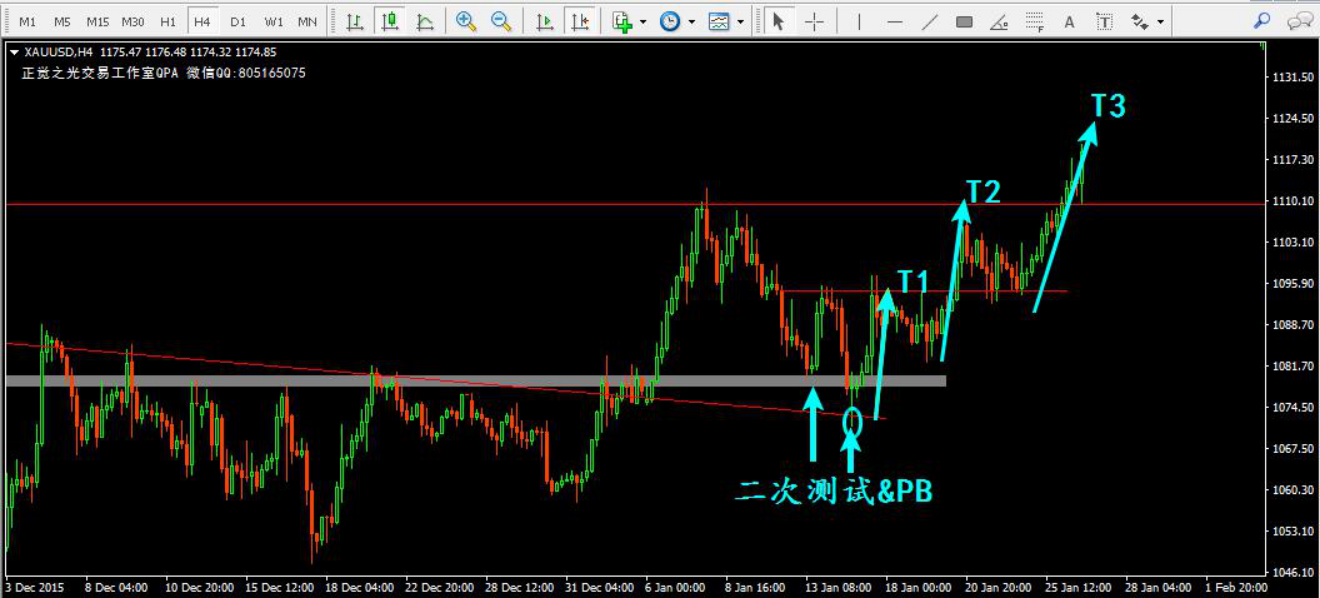 M1 M5 M15 M30 H1 H4 D1 W1 MN A T F
XAUUSD,H4 1175.47 1176.48 1174.32 1174.85
正觉之光交易工作室QPA 微信QQ:805165075
1131.50
T3
1124.50
1117.30
T2
1110.10
1103.10
T1
1095.90
1088.70
1081.70
1074.50
1067.50
二次测试&PB
1060.30
1053.10
1046.10
3 Dec 2015 8 Dec 04:00 10 Dec 20:00 15 Dec 12:00 18 Dec 04:00 22 Dec 20:00 28 Dec 12:00 31 Dec 04:00 6 Jan 00:00 8 Jan 16:00 13 Jan 08:00 18 Jan 00:00 20 Jan 20:00 25 Jan 12:00 28 Jan 04:00 1 Feb 20:00